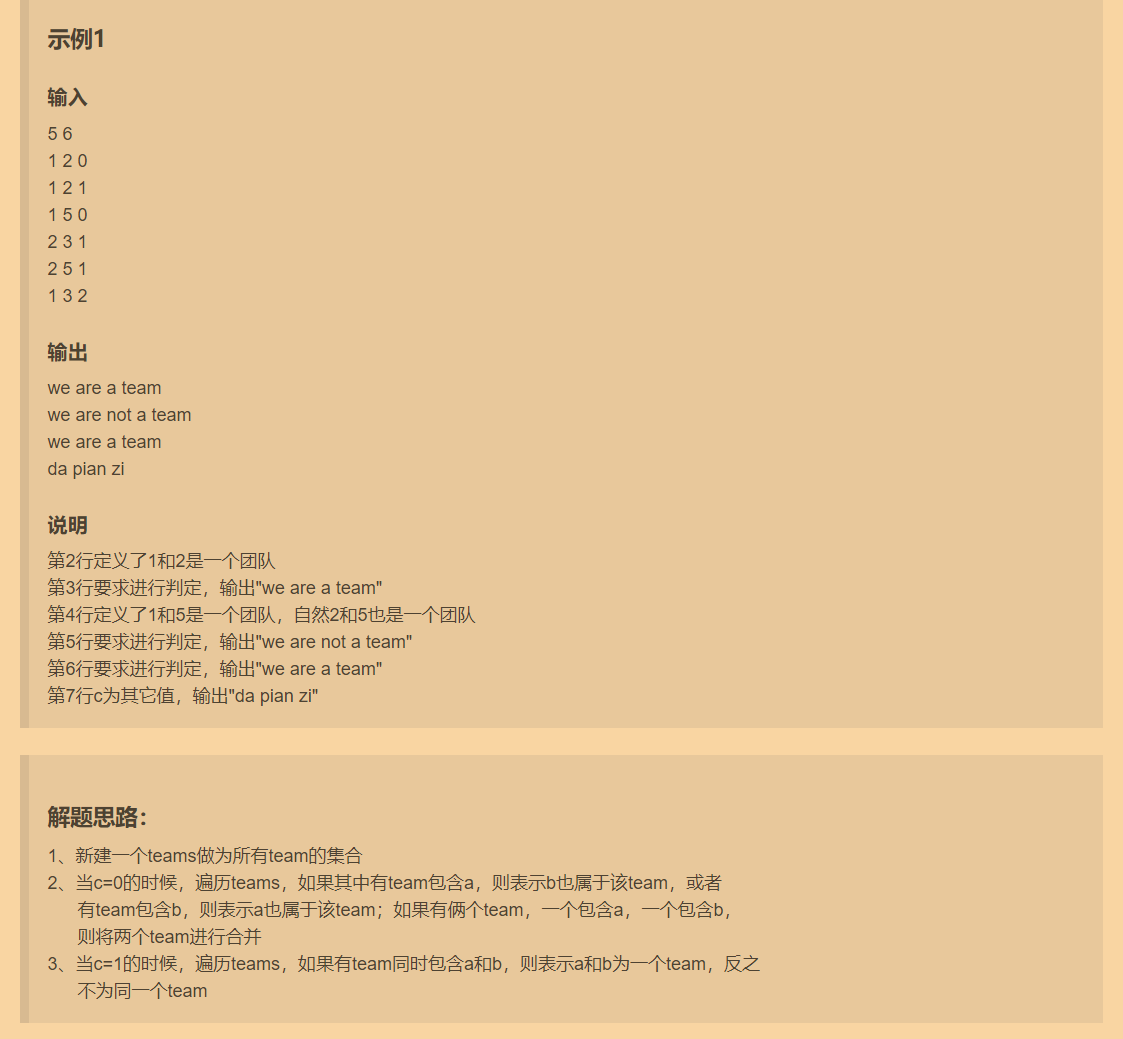 示例1
输入
5 6
1 2 0
1 2 1
1 5 0
2 3 1
2 5 1
1 3 2
输出
we are a team
we are not a team
we are a team
da pian zi
说明
第2行定义了1和2是一个团队
第3行要求进行判定，输出"we are a team"
第4行定义了1和5是一个团队，自然2和5也是一个团队
第5行要求进行判定，输出"we are not a team"
第6行要求进行判定，输出"we are a team"
第7行c为其它值，输出"da pian zi"
解题思路：
1、新建一个teams做为所有team的集合
2、当c=0的时候，遍历teams，如果其中有team包含a，则表示b也属于该team，或者
有team包含b，则表示a也属于该team；如果有俩个team，一个包含a，一个包含b，
则将两个team进行合并
3、当c=1的时候，遍历teams，如果有team同时包含a和b，则表示a和b为一个team，反之
不为同一个team